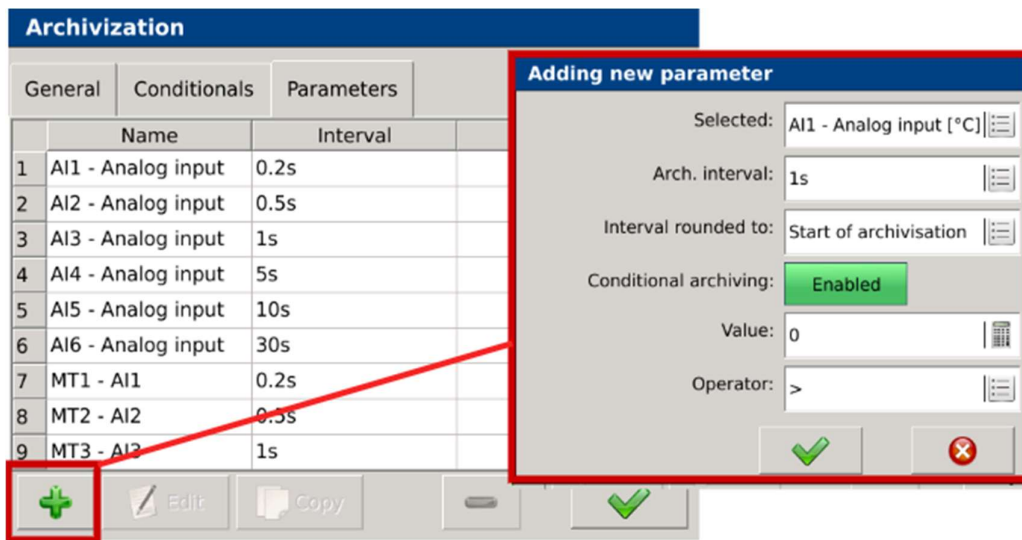 Archivization
General Conditionals Parameters
Name Interval
1 AI1 - Analog input 0.2s
2 AI2 - Analog input 0.5s
3 AI3 - Analog input 1s
4 AI4 - Analog input 5s
5 AI5 - Analog input 10s
6 AI6 - Analog input 30s
7 MT1 - AI1 0.2s
8 MT2 - AI2 0.5s
9 MT3 - AI3 1s
Edit Copy
Adding new parameter
Selected: AI1 - Analog input [°C]
Arch. interval: 1s
Interval rounded to: Start of archivisation
Conditional archiving: Enabled
Value: 0
Operator: >